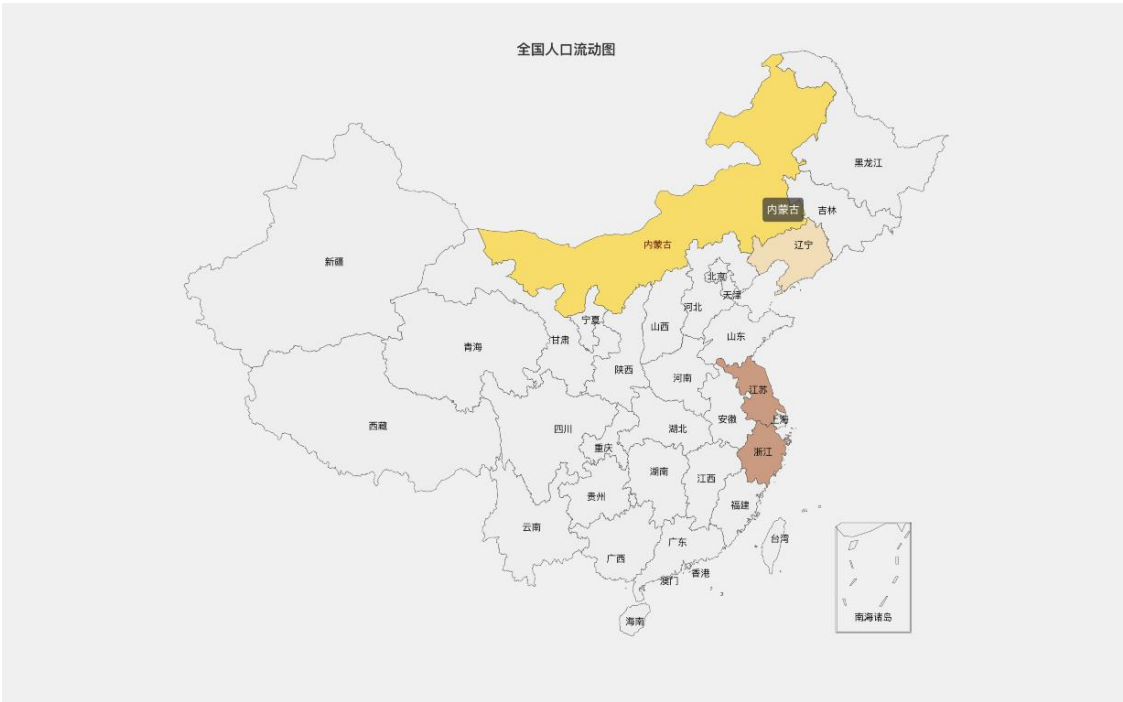 全国人口流动图
黑龙江
内蒙古
吉林
内蒙古
辽宁
新疆
北京
天津
河北
宁夏
山西
山东
甘肃
青海
陕西
河南
江苏
安徽
上海
西藏
四川
湖北
重庆
浙江
湖南
江西
贵州
福建
云南
台湾
广东
广西
香港
澳门
南海诸岛
海南